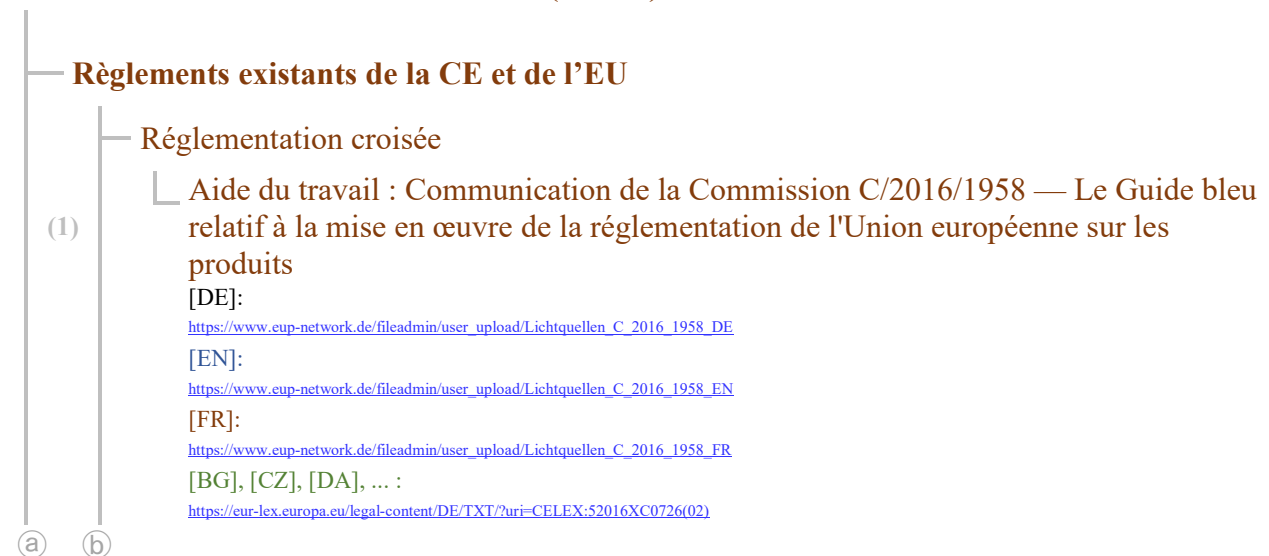 Règlements existants de la CE et de l’EU
Réglementation croisée
Aide du travail : Communication de la Commission C/2016/1958 — Le Guide bleu
relatif à la mise en œuvre de la réglementation de l'Union européenne sur les
produits
(1)
[DE]:
https://www.eup-network.de/fileadmin/user_upload/Lichtquellen_C_2016_1958_DE
[EN]:
https://www.eup-network.de/fileadmin/user_upload/Lichtquellen_C_2016_1958_EN
[FR]:
https://www.eup-network.de/fileadmin/user_upload/Lichtquellen_C_2016_1958_FR
[BG], [CZ], [DA], ... :
https://eur-lex.europa.eu/legal-content/DE/TXT/?uri=CELEX:52016XC0726(02)
ⓐ ⓑ